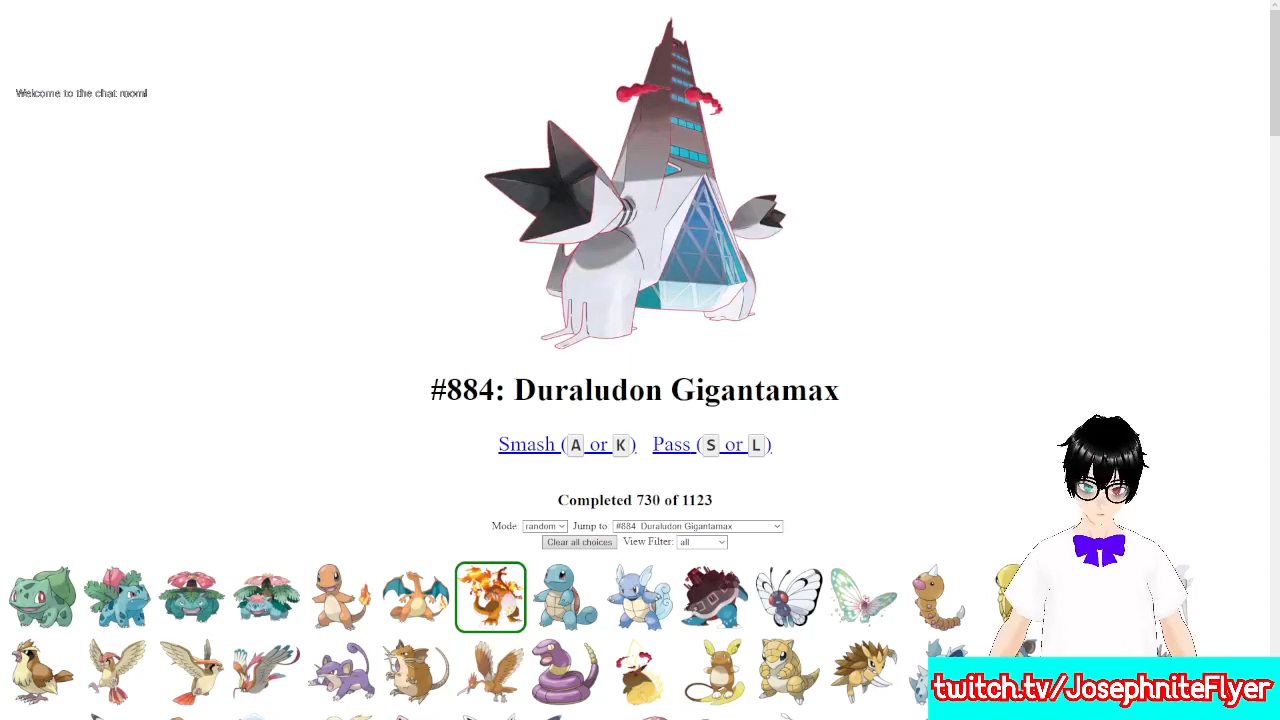 Welcome to the chat room!
#884: Duraludon Gigantamax
Smash (A or K) Pass (S or L)
Completed 730 of 1123
Mode: random Jump to: #884 Duraludon Gigantamax
Clear all choices View Filter: all
twitch.tv/JosephniteFlyer